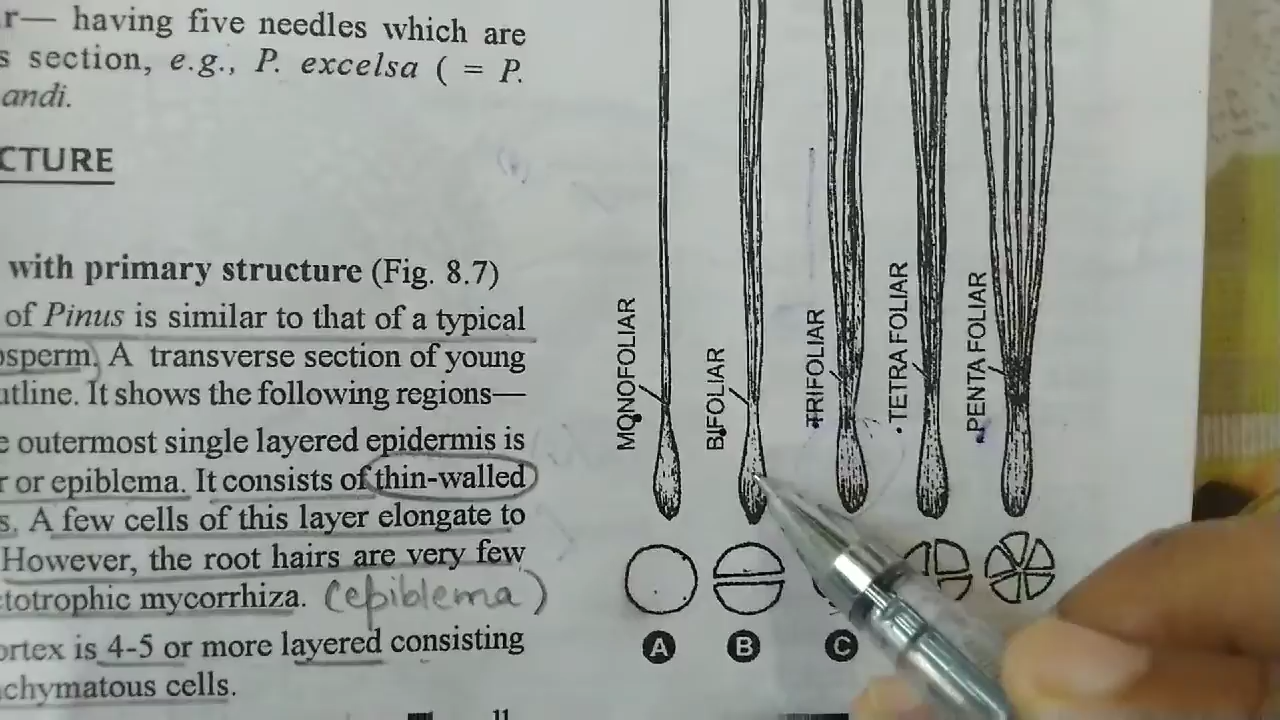 r— having five needles which are
s section, e.g., P. excelsa ( = P.
andi.
CTURE
with primary structure (Fig. 8.7)
of Pinus is similar to that of a typical
osperm. A transverse section of young
utline. It shows the following regions—
e outermost single layered epidermis is
r or epiblema. It consists of thin-walled
s. A few cells of this layer elongate to
However, the root hairs are very few
totrophic mycorrhiza. (epiblema)
ortex is 4-5 or more layered consisting
chymatous cells.
MONOFOLIAR
BIFOLIAR
TRIFOLIAR
TETRA FOLIAR
PENTA FOLIAR
A
B
C